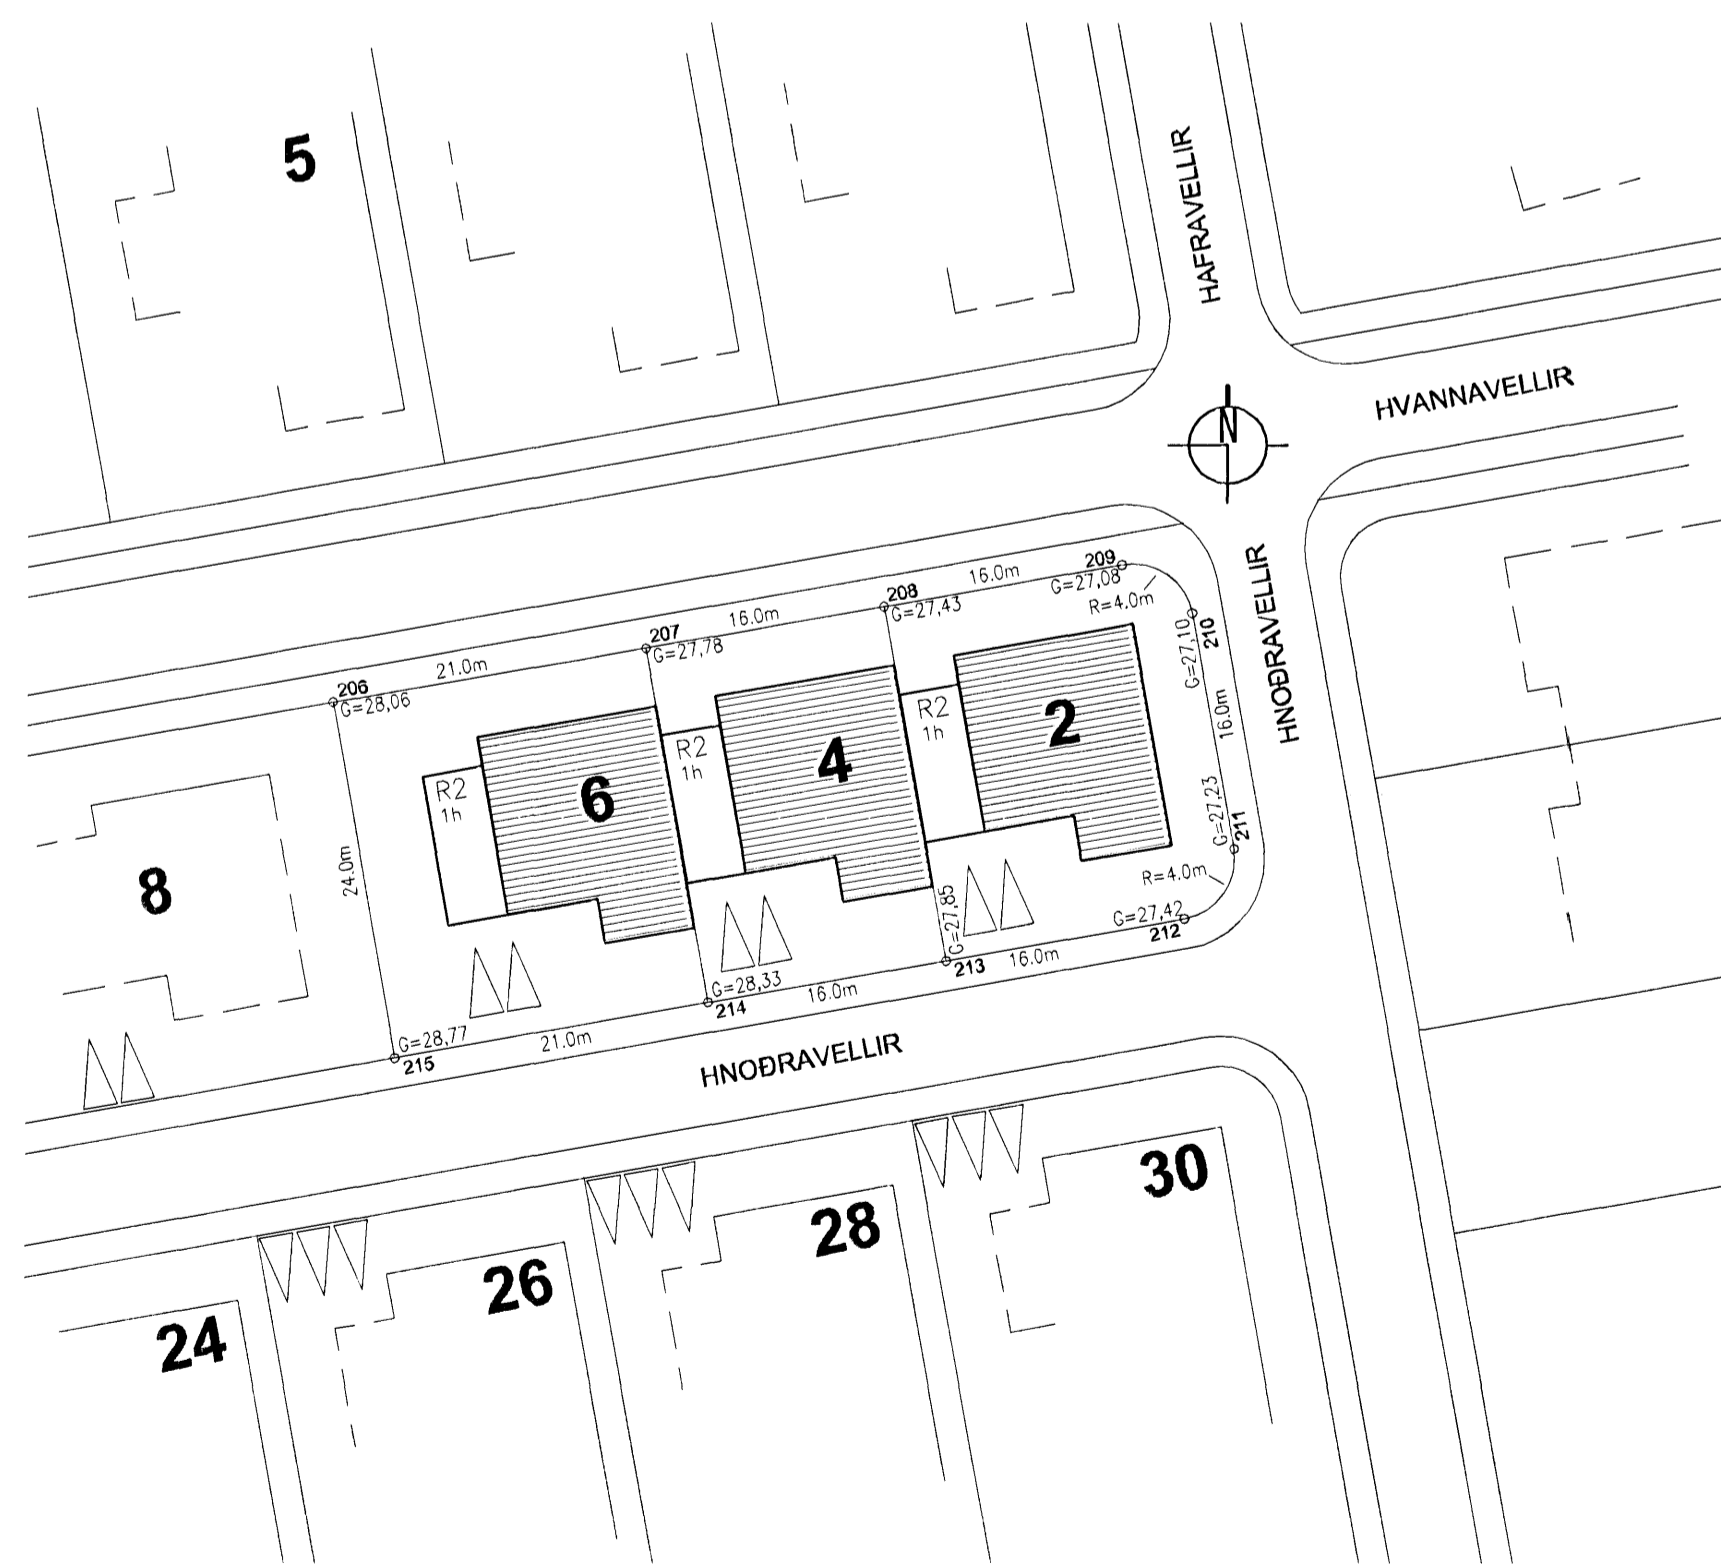 5
HAFRAVELLIR
HVANNAVELLIR
N
HNOÐRAVELLIR
209
G=27,08
R=4.0m
16.0m
208
G=27,43
210
G=27,10
16.0m
207
G=27,78
21.0m
206
G=28,06
R2
1h
2
R2
1h
4
R2
1h
6
16.0m
G=27,23
211
R=4.0m
24.0m
8
G=27,85
G=27,42
212
213
16.0m
G=28,33
214
16.0m
G=28,77
215
21.0m
HNOÐRAVELLIR
30
28
26
24